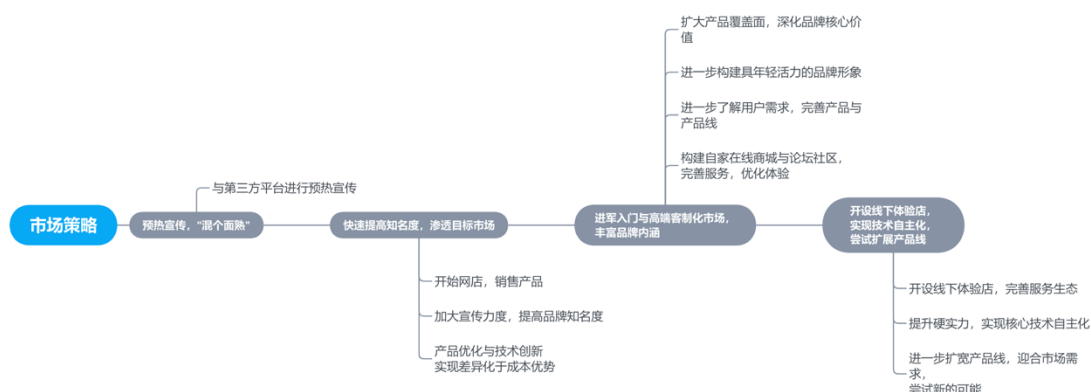 市场策略
预热宣传，“混个面熟”
与第三方平台进行预热宣传
快速提高知名度，渗透目标市场
开始网店，销售产品
加大宣传力度，提高品牌知名度
产品优化与技术创新
实现差异化于成本优势
进军入门与高端客制化市场，
丰富品牌内涵
扩大产品覆盖面，深化品牌核心价
值
进一步构建具年轻活力的品牌形象
进一步了解用户需求，完善产品与
产品线
构建自家在线商城与论坛社区，
完善服务，优化体验
开设线下体验店，
实现技术自主化，
尝试扩展产品线
开设线下体验店，完善服务生态
提升硬实力，实现核心技术自主化
进一步扩宽产品线，迎合市场需
求，
尝试新的可能